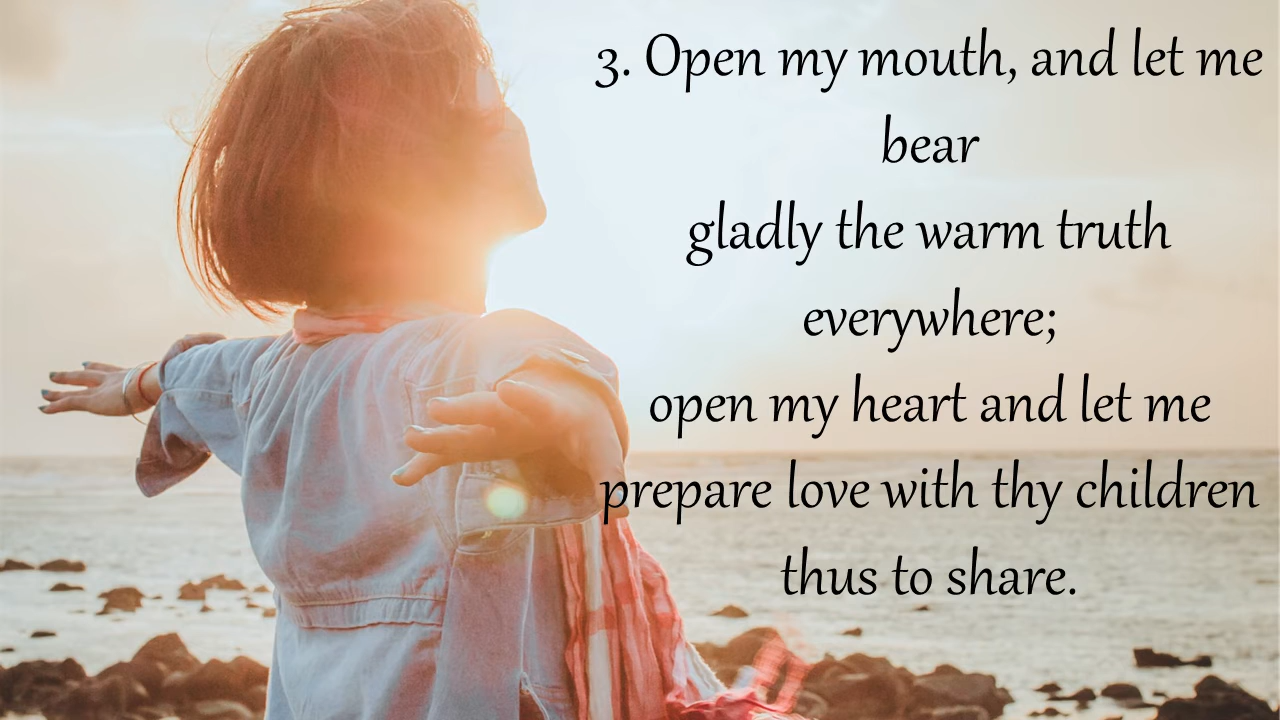 3. Open my mouth, and let me
bear
gladly the warm truth
everywhere;
open my heart and let me
prepare love with thy children
thus to share.